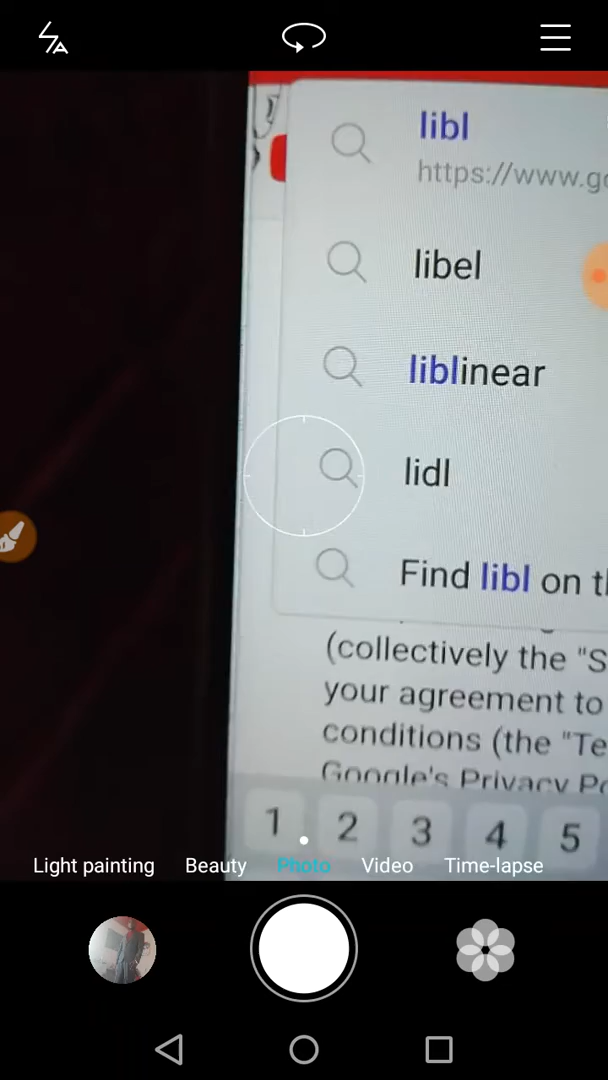 libl
https://www.go
libel
liblinear
lidl
Find libl on
(collectively the "S
your agreement to
conditions (the "Te
Google's Privacy
1 2 3 4 5
Light painting Beauty Photo Video Time-lapse